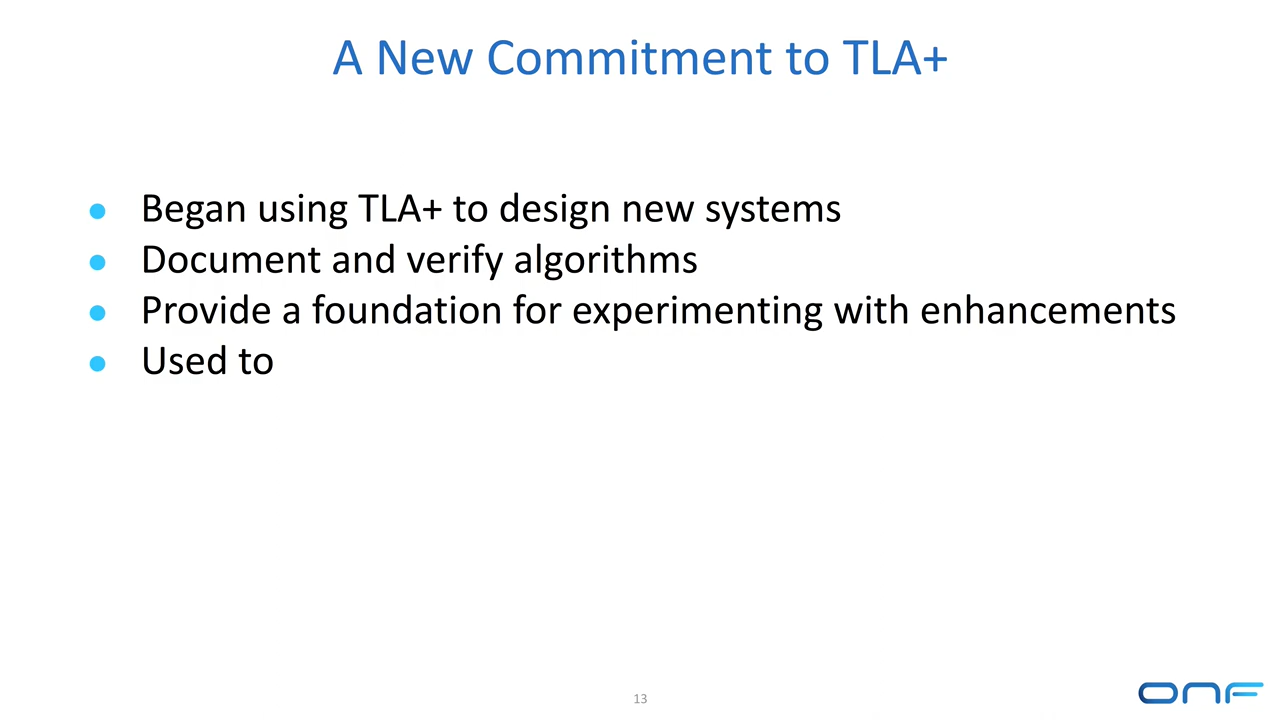 A New Commitment to TLA+
● Began using TLA+ to design new systems
● Document and verify algorithms
● Provide a foundation for experimenting with enhancements
● Used to
13
ONF